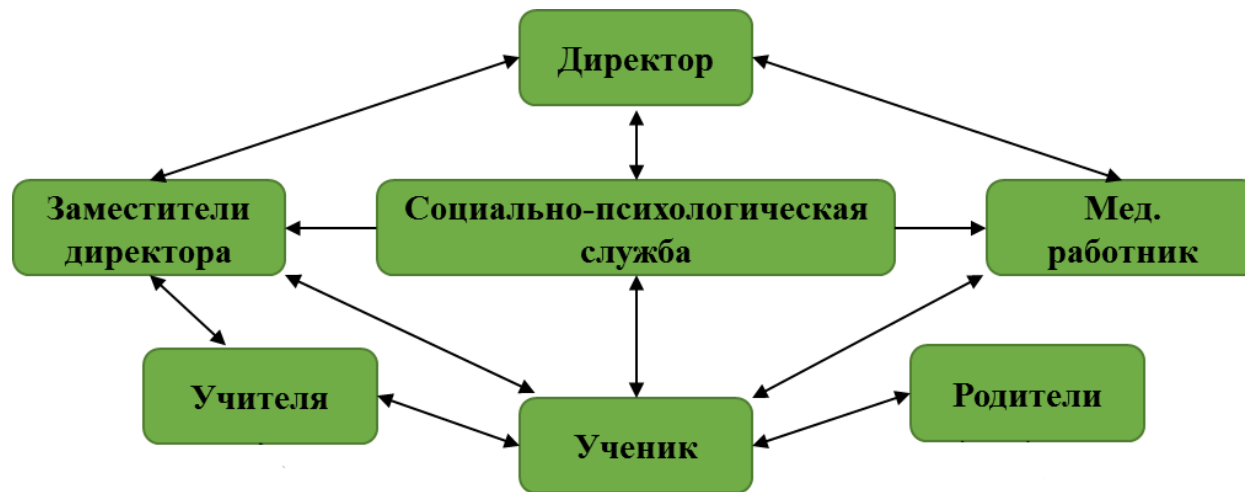 Директор
Заместители
директора
Социально-психологическая
служба
Мед.
работник
Учителя
Родители
Ученик